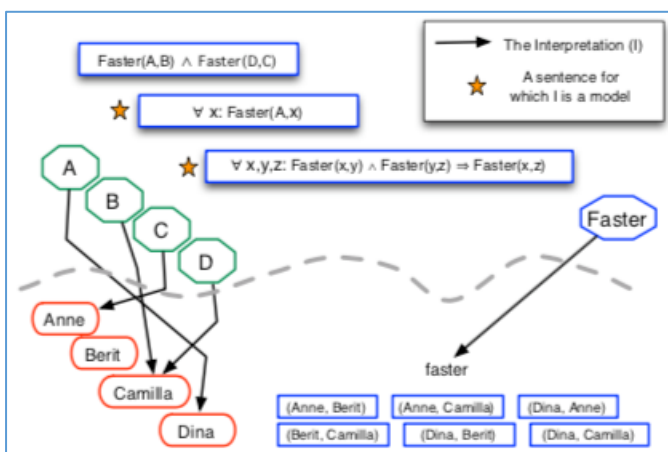 Faster(A,B) ∧ Faster(D,C)
The Interpretation (I)
A sentence for
which I is a model
∀ x: Faster(A,x)
∀ x,y,z: Faster(x,y) ∧ Faster(y,z) ⇒ Faster(x,z)
A
B
C
D
Faster
Anne
Berit
Camilla
Dina
faster
(Anne, Berit) (Anne, Camilla) (Dina, Anne)
(Berit, Camilla) (Dina, Berit) (Dina, Camilla)